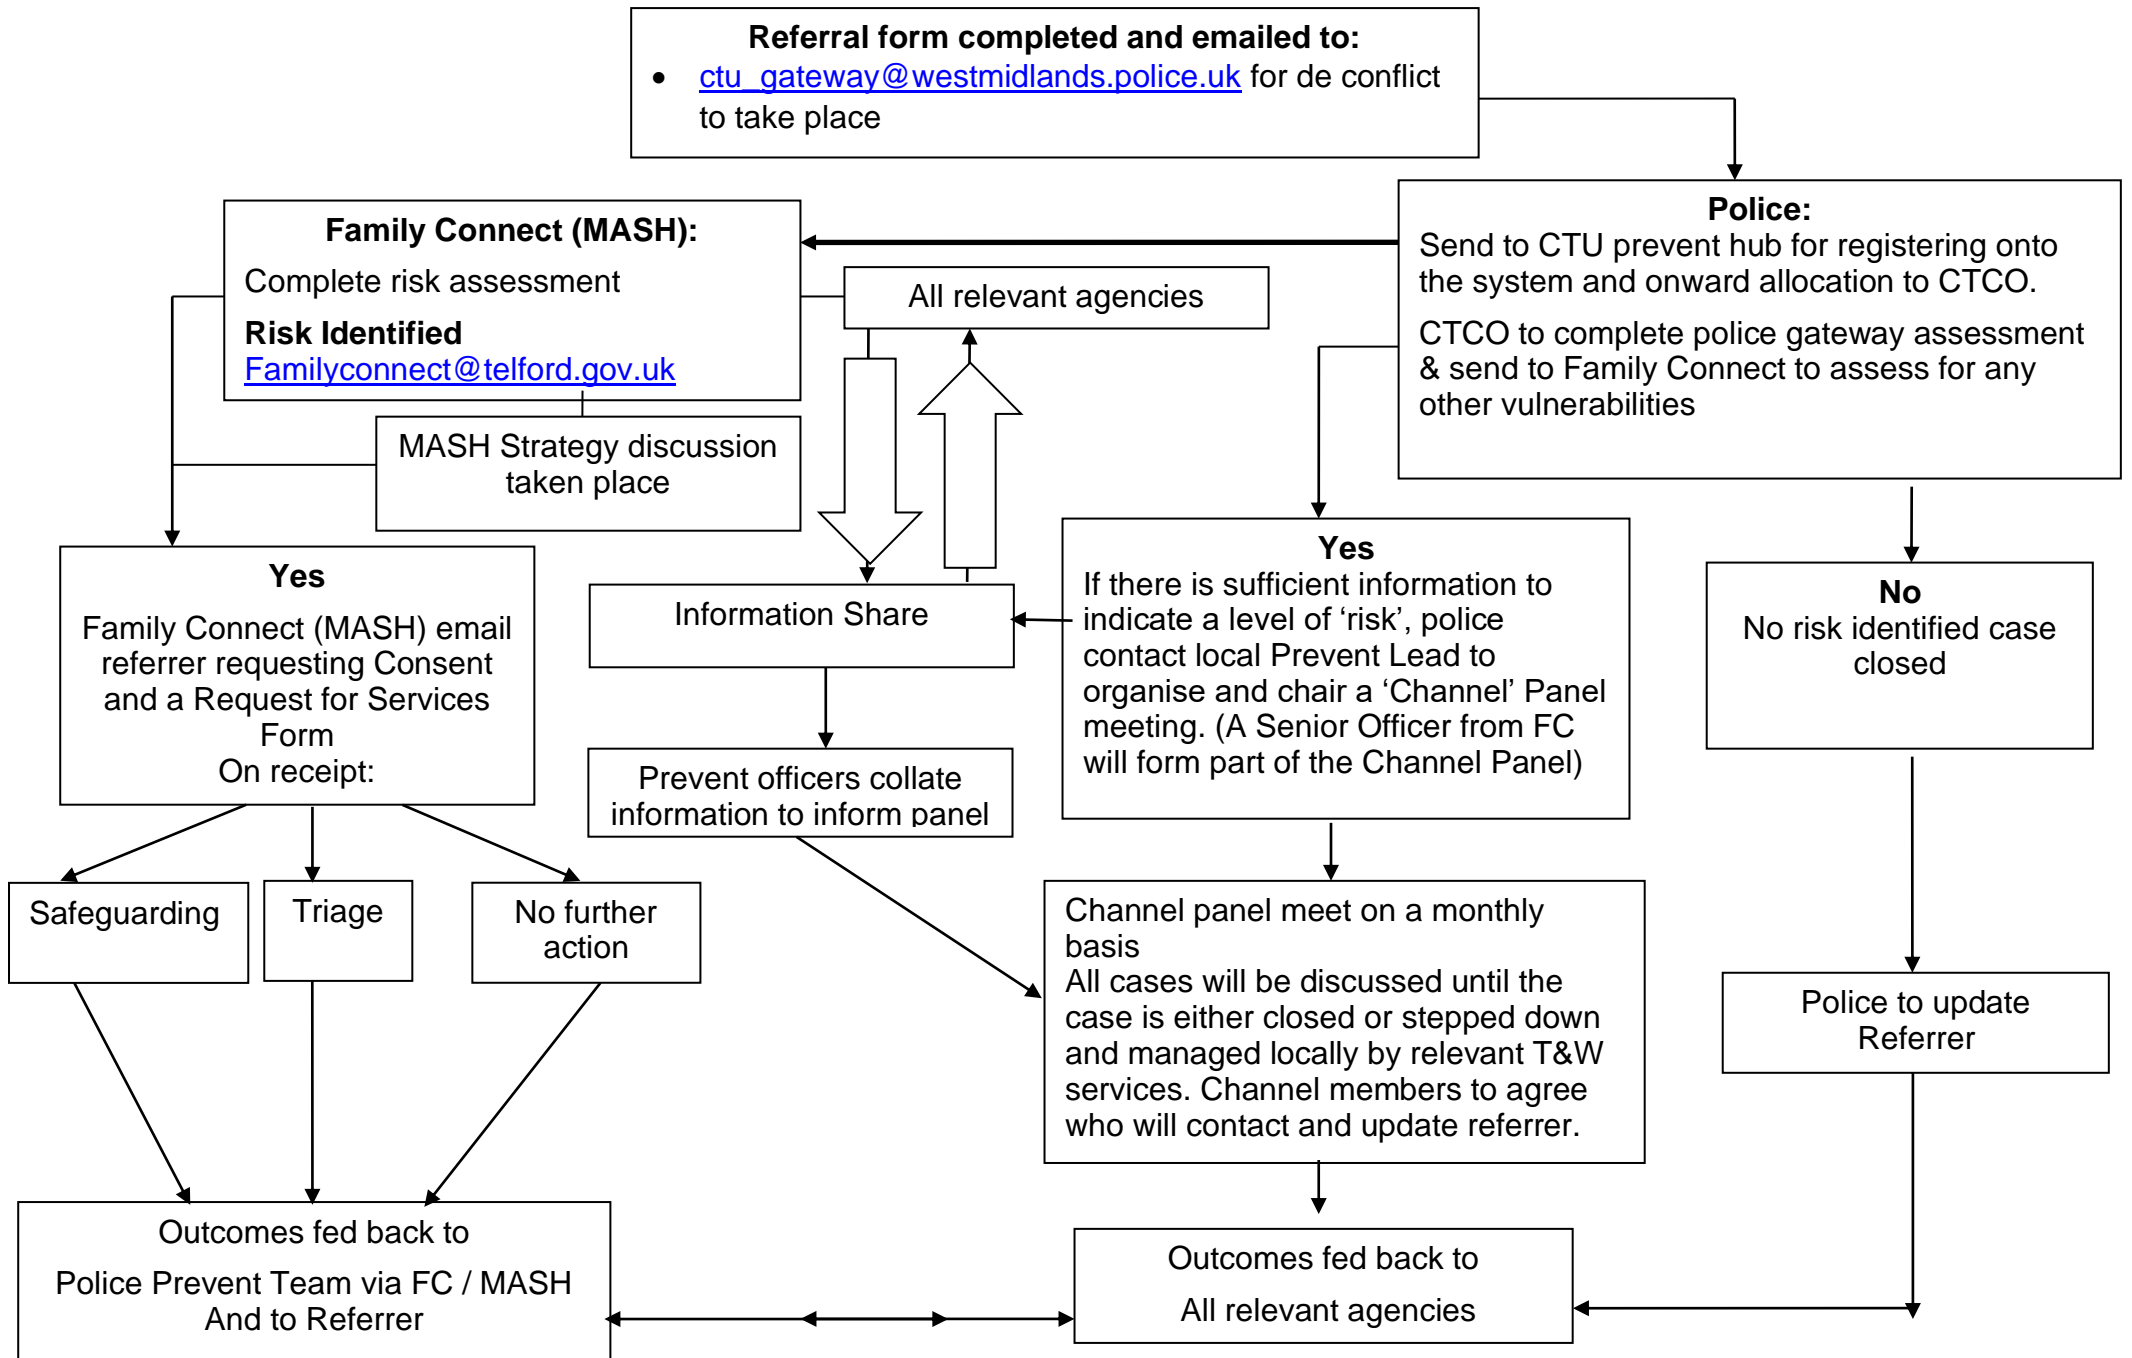 Referral form completed and emailed to:
• ctu_gateway@westmidlands.police.uk for de conflict
to take place
Police:
Send to CTU prevent hub for registering onto
the system and onward allocation to CTCO.
CTCO to complete police gateway assessment
& send to Family Connect to assess for any
other vulnerabilities
Family Connect (MASH):
Complete risk assessment
Risk Identified
Familyconnect@telford.gov.uk
All relevant agencies
MASH Strategy discussion
taken place
Yes
Family Connect (MASH) email
referrer requesting Consent
and a Request for Services
Form
On receipt:
Information Share
Yes
If there is sufficient information to
indicate a level of ‘risk’, police
contact local Prevent Lead to
organise and chair a ‘Channel’ Panel
meeting. (A Senior Officer from FC
will form part of the Channel Panel)
No
No risk identified case
closed
Prevent officers collate
information to inform panel
Safeguarding
Triage
No further
action
Channel panel meet on a monthly
basis
All cases will be discussed until the
case is either closed or stepped down
and managed locally by relevant T&W
services. Channel members to agree
who will contact and update referrer.
Police to update
Referrer
Outcomes fed back to
Police Prevent Team via FC / MASH
And to Referrer
Outcomes fed back to
All relevant agencies